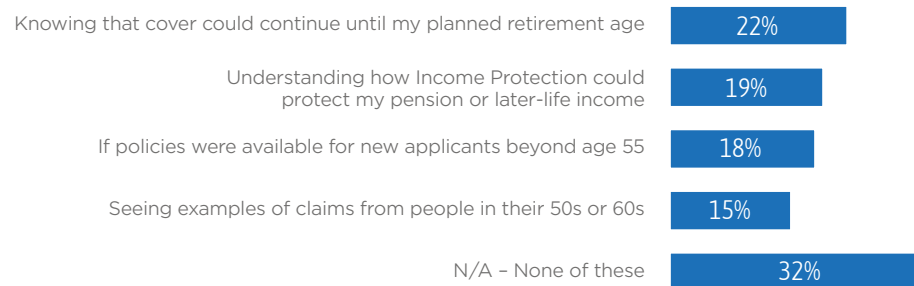 Knowing that cover could continue until my planned retirement age 22%
Understanding how Income Protection could
protect my pension or later-life income 19%
If policies were available for new applicants beyond age 55 18%
Seeing examples of claims from people in their 50s or 60s 15%
N/A – None of these 32%